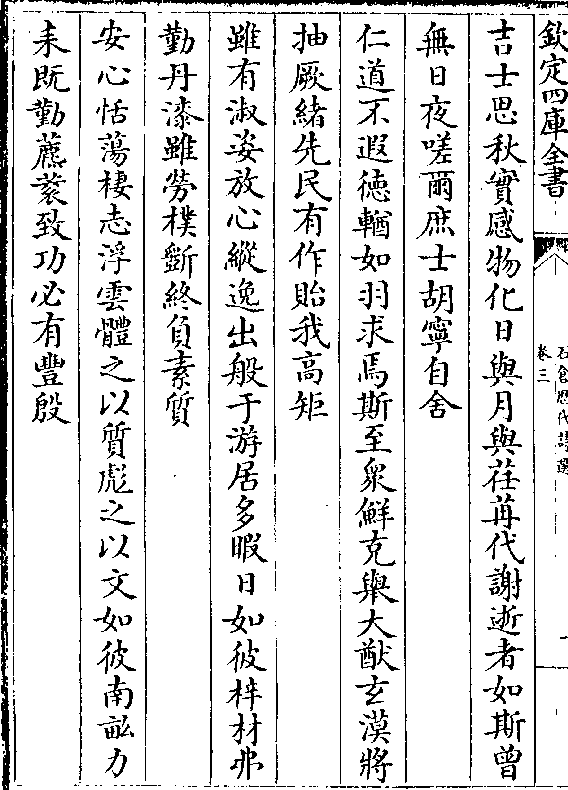 欽定四庫全書
石倉歷代詩選
卷三
吉士思秋實感物化日與月與荏苒代謝逝者如斯曾
無日夜嗟爾庶士胡寧自舍
仁道不遐德輶如羽求焉斯至衆鮮克舉大猷玄漠將
抽厥緒先民有作貽我高矩
雖有淑姿放心縱逸出般于游居多暇日如彼梓材弗
勤丹漆雖勞樸斲終負素質
安心恬蕩棲志浮雲體之以質彪之以文如彼南畝力
耒既勤藨蔉致功必有豐殷